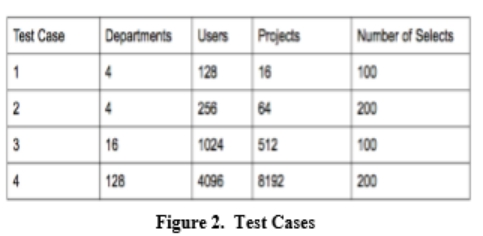 Test Case Departments Users Projects Number of Selects
1 4 128 16 100
2 4 256 64 200
3 16 1024 512 100
4 128 4096 8192 200
Figure 2. Test Cases